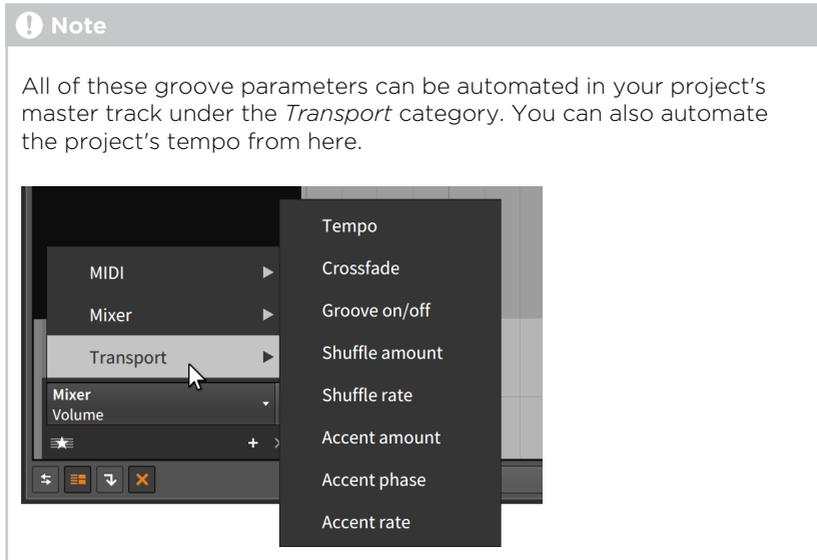 Note
All of these groove parameters can be automated in your project's
master track under the Transport category. You can also automate
the project's tempo from here.
MIDI
Mixer
Transport
Mixer
Volume
Tempo
Crossfade
Groove on/off
Shuffle amount
Shuffle rate
Accent amount
Accent phase
Accent rate